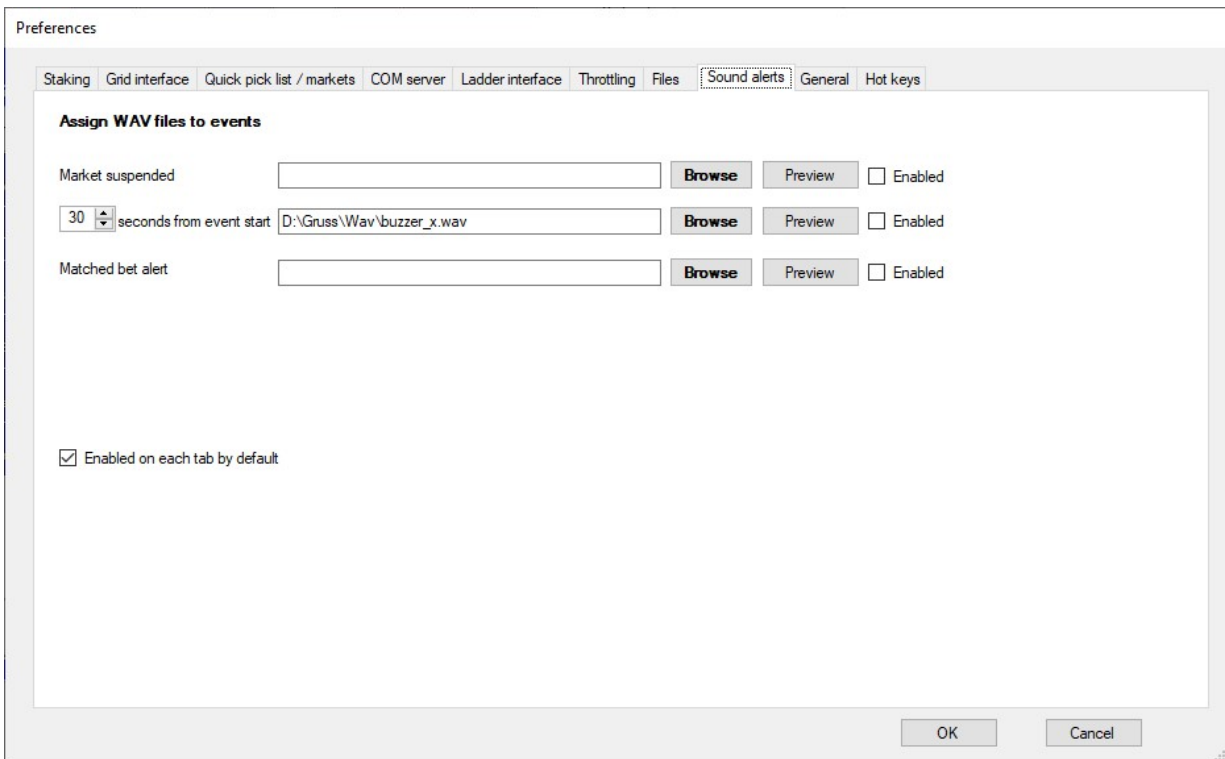 Preferences
Staking Grid interface Quick pick list / markets COM server Ladder interface Throttling Files Sound alerts General Hot keys
Assign WAV files to events
Market suspended Browse Preview Enabled
30 seconds from event start D:\Gruss\Wav\buzzer_x.wav Browse Preview Enabled
Matched bet alert Browse Preview Enabled
Enabled on each tab by default
OK Cancel